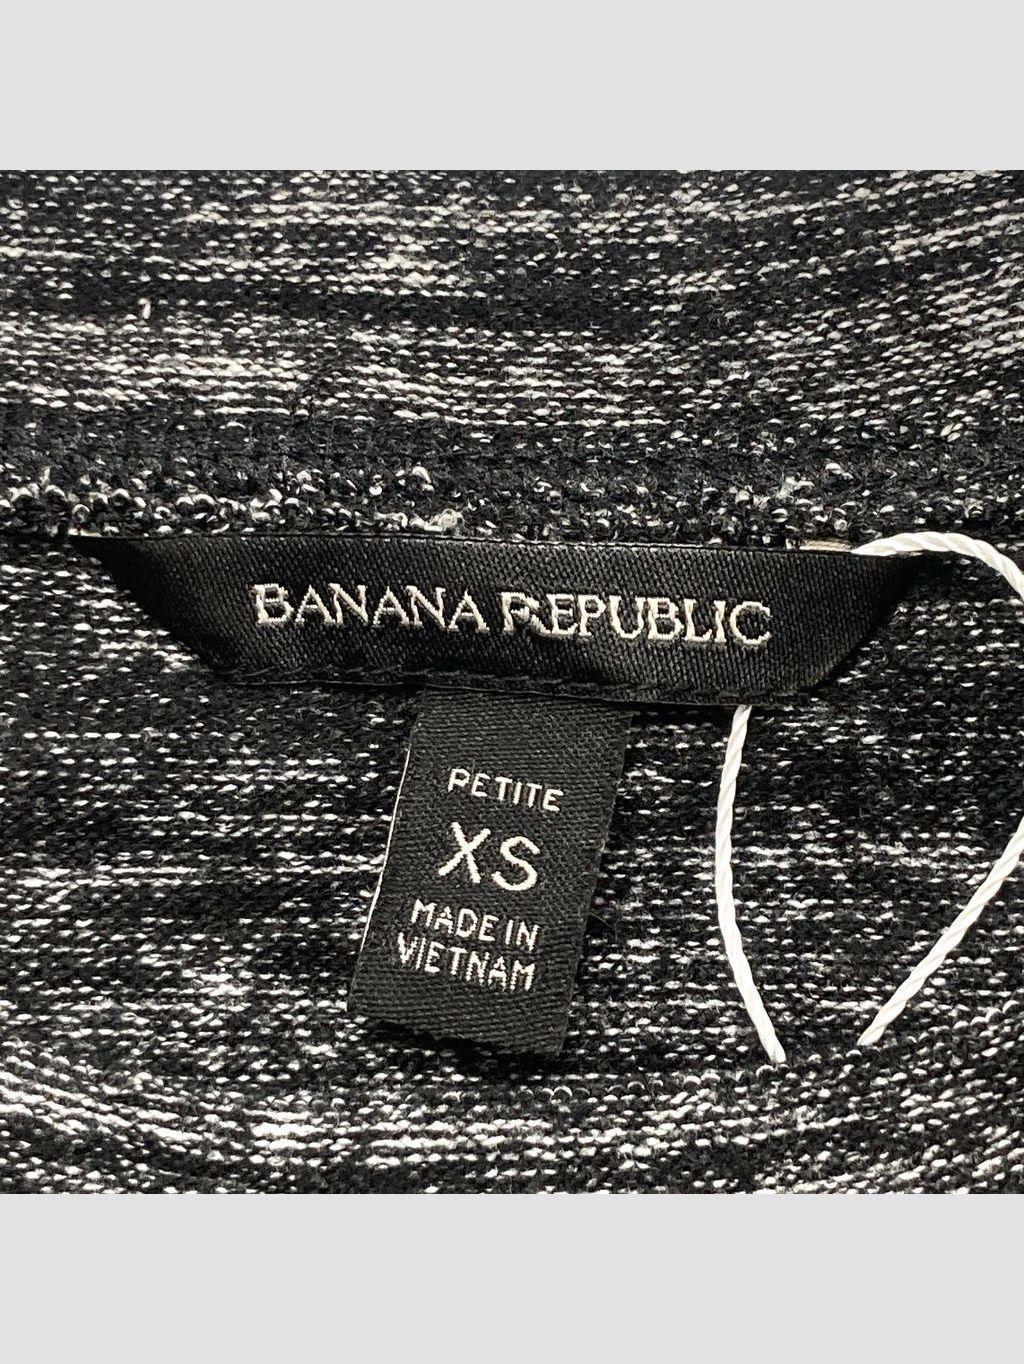 BANANA REPUBLIC
PETITE
XS
MADE IN
VIETNAM